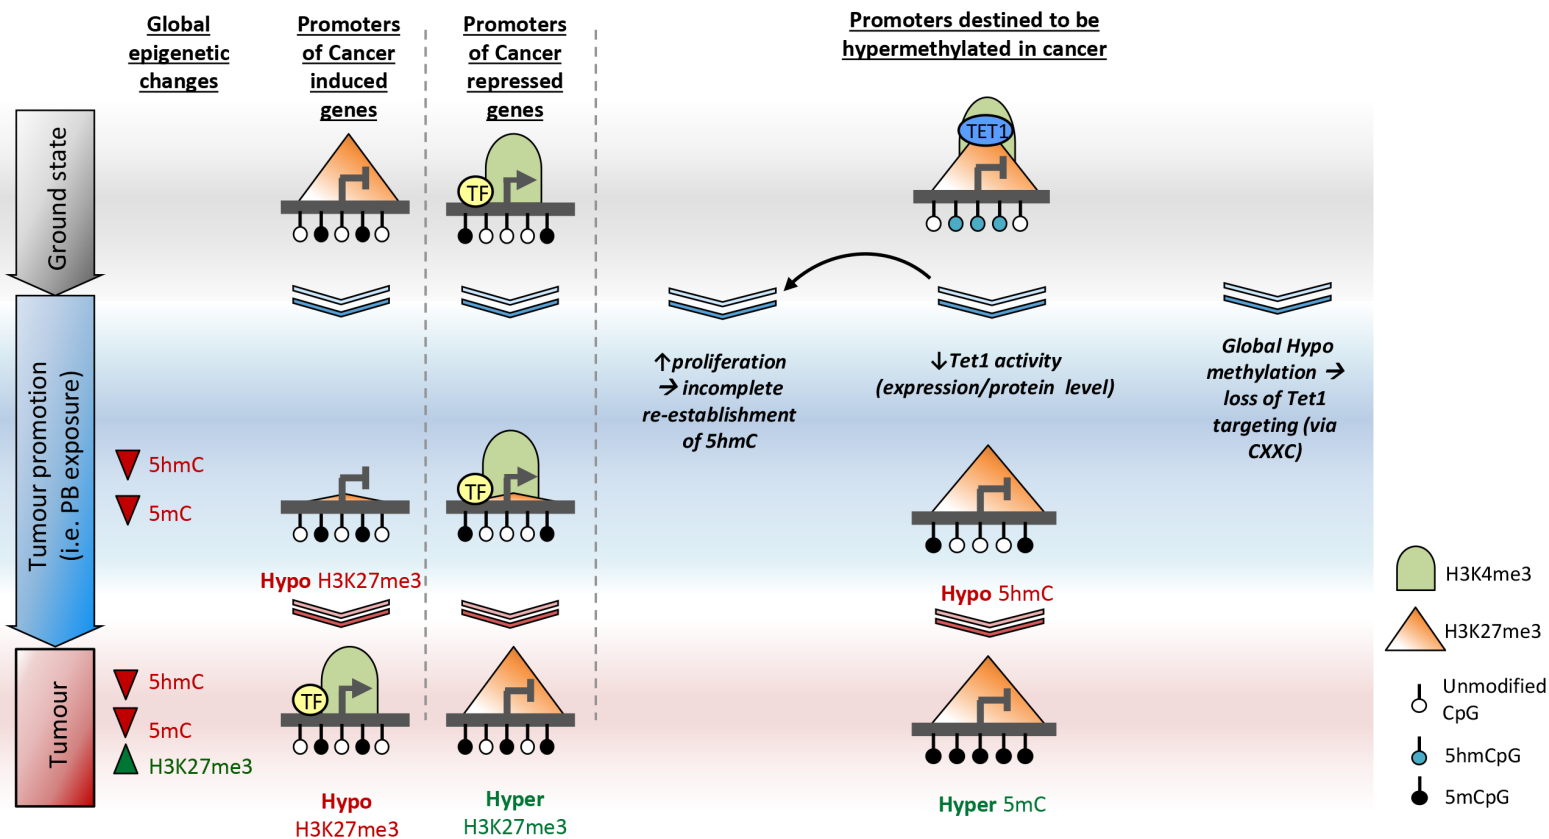 Global
epigenetic
changes
Promoters
of Cancer
induced
genes
Promoters
of Cancer
repressed
genes
Promoters destined to be
hypermethylated in cancer
Ground state
TF
TET1
Tumour promotion
(i.e. PB exposure)
↑proliferation
→ incomplete
re-establishment
of 5hmC
↓Tet1 activity
(expression/protein level)
Global Hypo
methylation →
loss of Tet1
targeting (via
CXXC)
5hmC
5mC
TF
Hypo H3K27me3
Hypo 5hmC
Tumour
5hmC
5mC
H3K27me3
TF
Hypo
H3K27me3
Hyper
H3K27me3
Hyper 5mC
H3K4me3
H3K27me3
Unmodified
CpG
5hmCpG
5mCpG